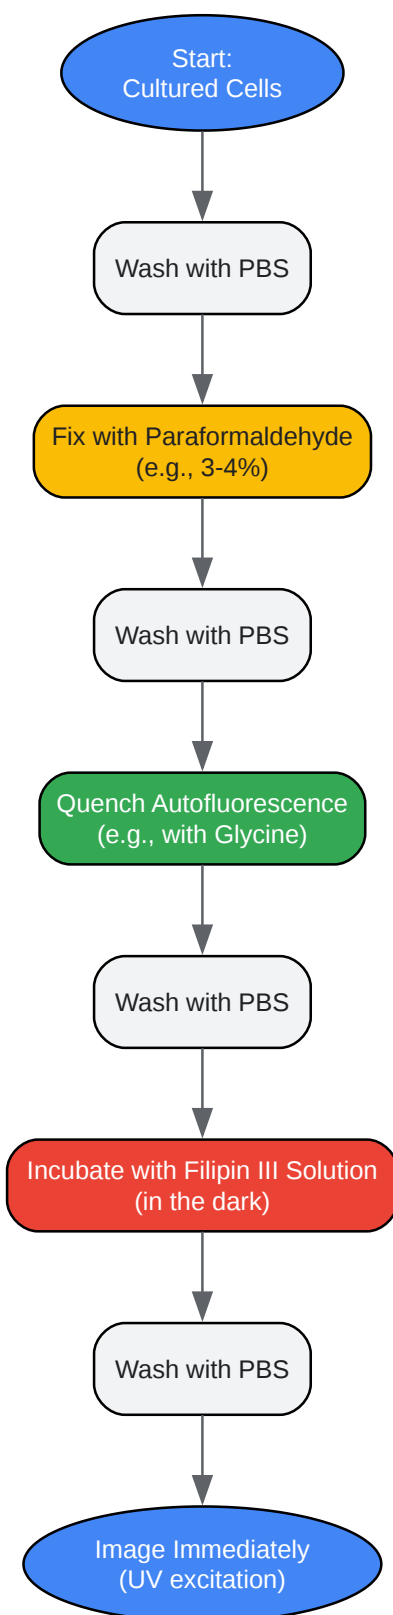 Start:
Cultured Cells
Wash with PBS
Fix with Paraformaldehyde
(e.g., 3-4%)
Wash with PBS
Quench Autofluorescence
(e.g., with Glycine)
Wash with PBS
Incubate with Filipin III Solution
(in the dark)
Wash with PBS
Image Immediately
(UV excitation)